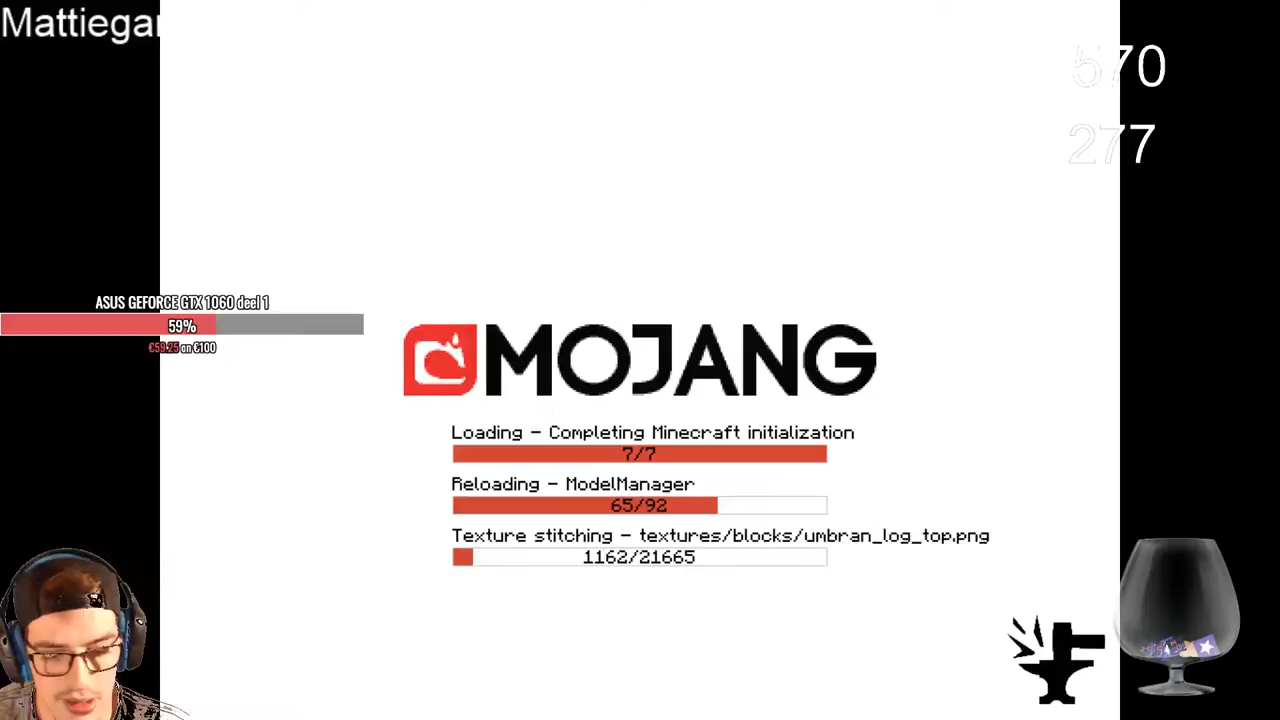 Mattiegar
570
277
ASUS GEFORCE GTX 1060 deel 1
59%
€59.25 an €100
MOJANG
Loading - Completing Minecraft initialization
7/7
Reloading - ModelManager
65/92
Texture stitching - textures/blocks/umbran_log_top.png
1162/21665